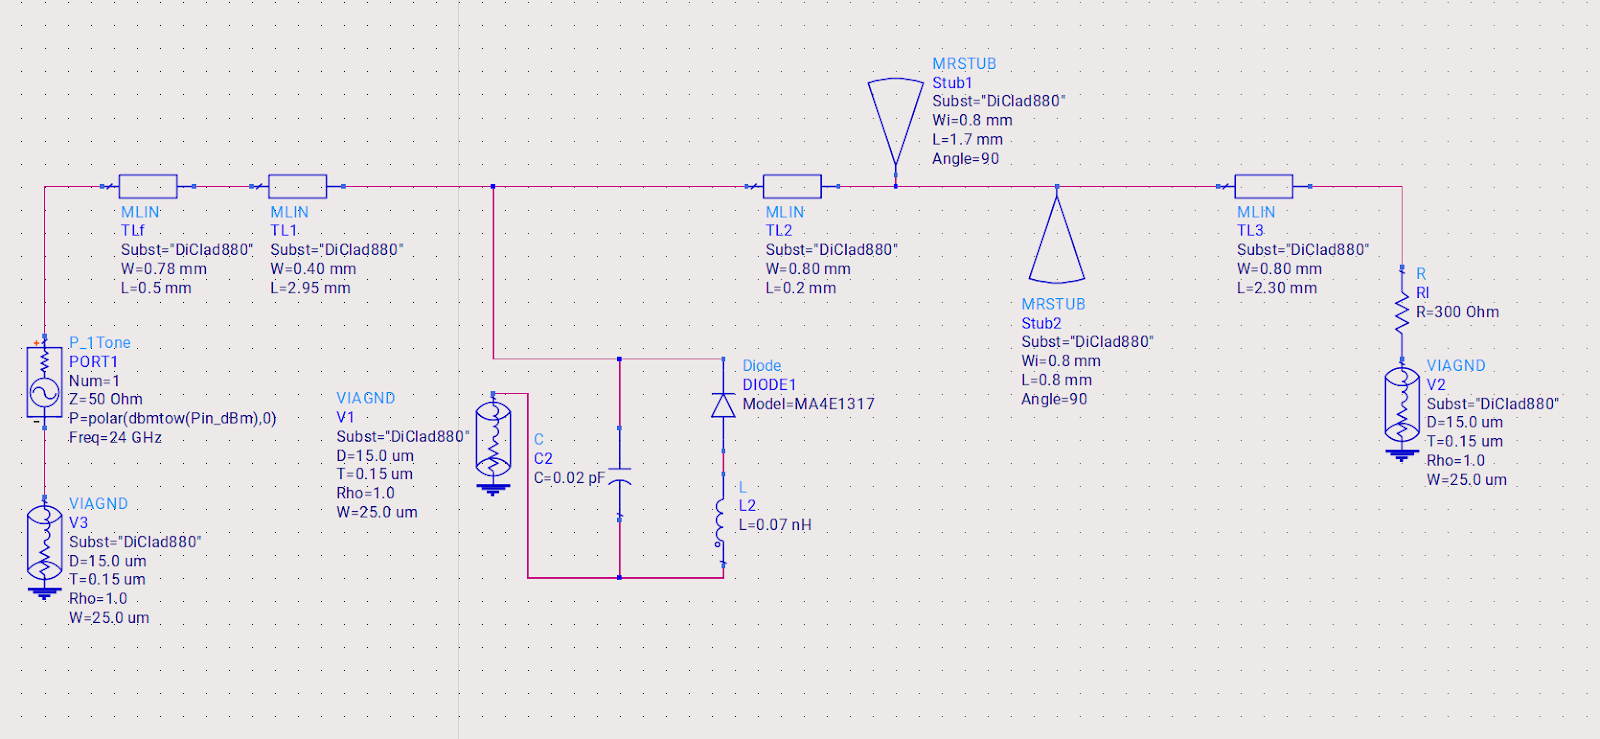 MRSTUB
Stub1
Subst="DiClad880"
Wi=0.8 mm
L=1.7 mm
Angle=90
MLIN
TLf
Subst="DiClad880"
W=0.78 mm
L=0.5 mm
MLIN
TL1
Subst="DiClad880"
W=0.40 mm
L=2.95 mm
MLIN
TL2
Subst="DiClad880"
W=0.80 mm
L=0.2 mm
MLIN
TL3
Subst="DiClad880"
W=0.80 mm
L=2.30 mm
MRSTUB
Stub2
Subst="DiClad880"
Wi=0.8 mm
L=0.8 mm
Angle=90
R
Rl
R=300 Ohm
+
P_1Tone
PORT1
Num=1
Z=50 Ohm
P=polar(dbmtow(Pin_dBm),0)
Freq=24 GHz
-
VIAGND
V1
Subst="DiClad880"
D=15.0 um
T=0.15 um
Rho=1.0
W=25.0 um
C
C2
C=0.02 pF
Diode
DIODE1
Model=MA4E1317
L
L2
L=0.07 nH
VIAGND
V2
Subst="DiClad880"
D=15.0 um
T=0.15 um
Rho=1.0
W=25.0 um
VIAGND
V3
Subst="DiClad880"
D=15.0 um
T=0.15 um
Rho=1.0
W=25.0 um